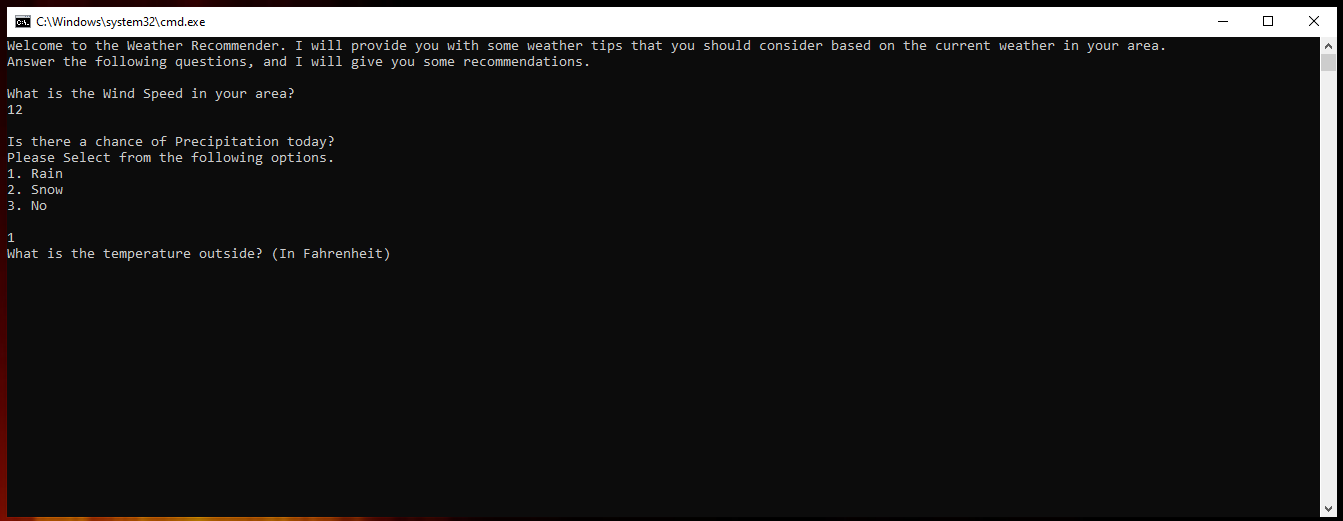 C:\Windows\system32\cmd.exe
Welcome to the Weather Recommender. I will provide you with some weather tips that you should consider based on the current weather in your area.
Answer the following questions, and I will give you some recommendations.
What is the Wind Speed in your area?
12
Is there a chance of Precipitation today?
Please Select from the following options.
1. Rain
2. Snow
3. No
1
What is the temperature outside? (In Fahrenheit)